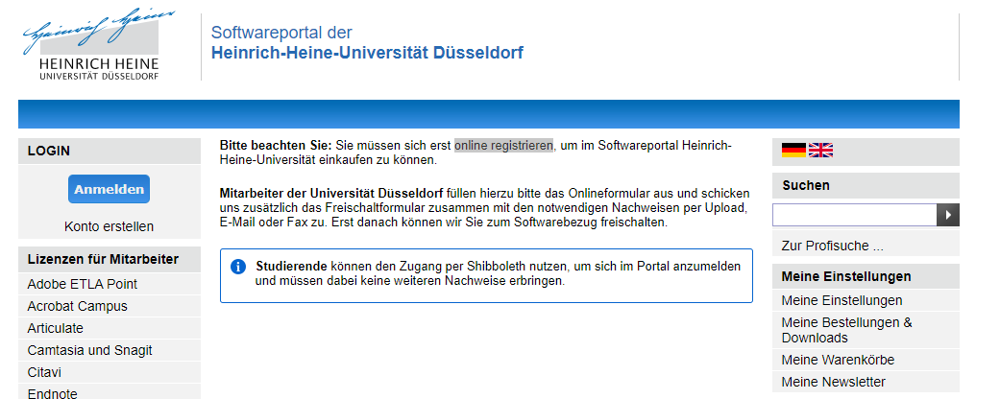 Heinrich Heine
HEINRICH HEINE
UNIVERSITÄT DÜSSELDORF
Softwareportal der
Heinrich-Heine-Universität Düsseldorf
LOGIN
Anmelden
Konto erstellen
Lizenzen für Mitarbeiter
Adobe ETLA Point
Acrobat Campus
Articulate
Camtasia und Snagit
Citavi
Endnote
Bitte beachten Sie: Sie müssen sich erst online registrieren, um im Softwareportal Heinrich-
Heine-Universität einkaufen zu können.
Mitarbeiter der Universität Düsseldorf füllen hierzu bitte das Onlineformular aus und schicken
uns zusätzlich das Freischaltformular zusammen mit den notwendigen Nachweisen per Upload,
E-Mail oder Fax zu. Erst danach können wir Sie zum Softwarebezug freischalten.
Studierende können den Zugang per Shibboleth nutzen, um sich im Portal anzumelden
und müssen dabei keine weiteren Nachweise erbringen.
Suchen
Zur Profisuche ...
Meine Einstellungen
Meine Einstellungen
Meine Bestellungen &
Downloads
Meine Warenkörbe
Meine Newsletter